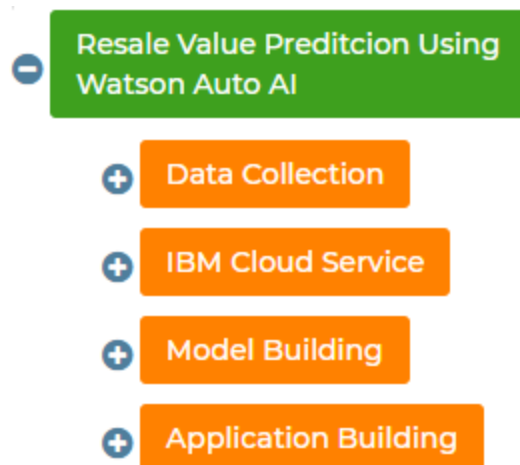 Resale Value Preditcion Using
Watson Auto AI
Data Collection
IBM Cloud Service
Model Building
Application Building